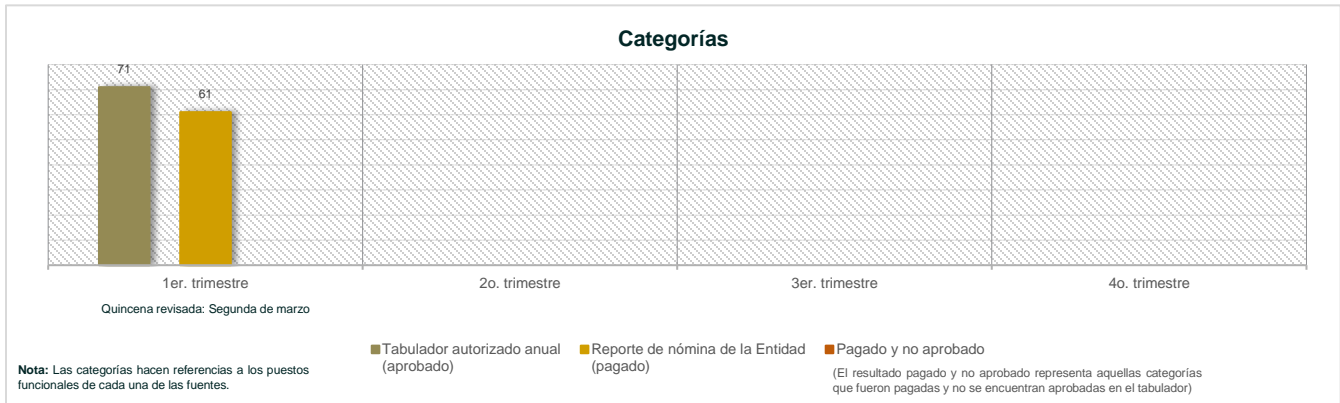 Categorías
71
61
1er. trimestre
2o. trimestre
3er. trimestre
4o. trimestre
Quincena revisada: Segunda de marzo
Tabulador autorizado anual
(aprobado)
Reporte de nómina de la Entidad
(pagado)
Pagado y no aprobado
(El resultado pagado y no aprobado representa aquellas categorías
que fueron pagadas y no se encuentran aprobadas en el tabulador)
Nota: Las categorías hacen referencias a los puestos
funcionales de cada una de las fuentes.